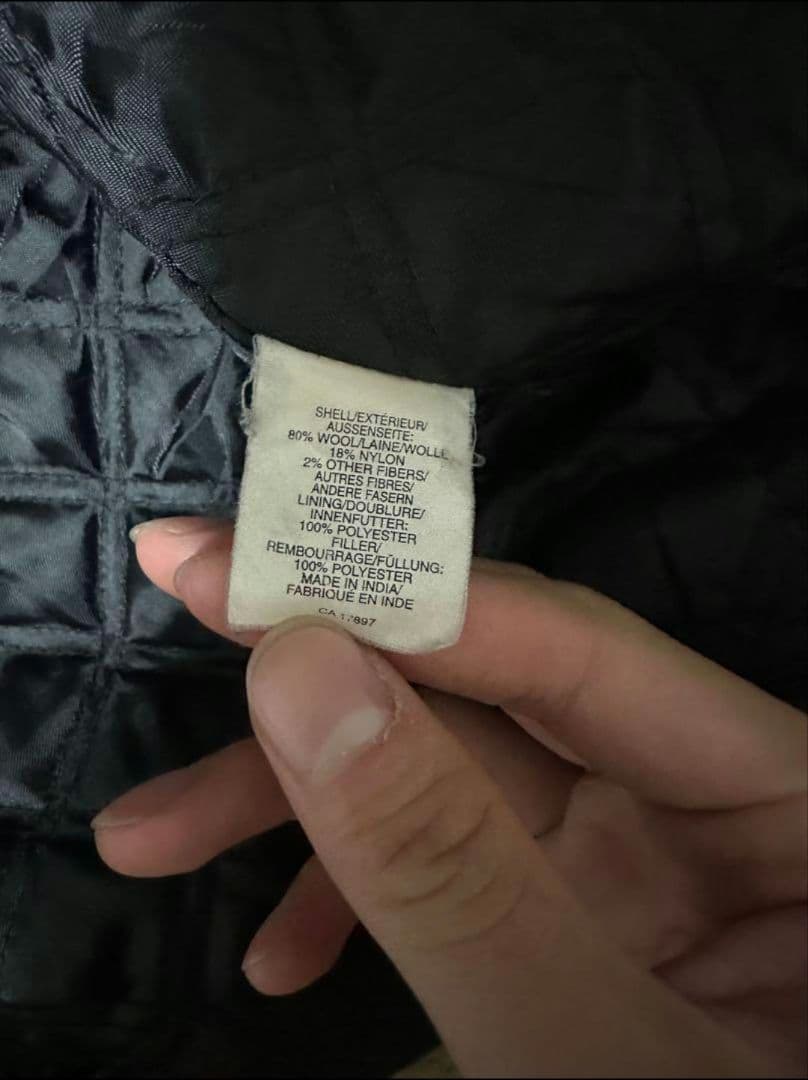 SHELL/EXTÉRIEUR/
AUSSENSEITE:
80% WOOL/LAINE/WOLLE
18% NYLON
2% OTHER FIBERS/
AUTRES FIBRES/
ANDERE FASERN
LINING/DOUBLURE/
INNENFUTTER:
100% POLYESTER
FILLER/
REMBOURRAGE/FÜLLUNG:
100% POLYESTER
MADE IN INDIA/
FABRIQUÉ EN INDE
CA 17897